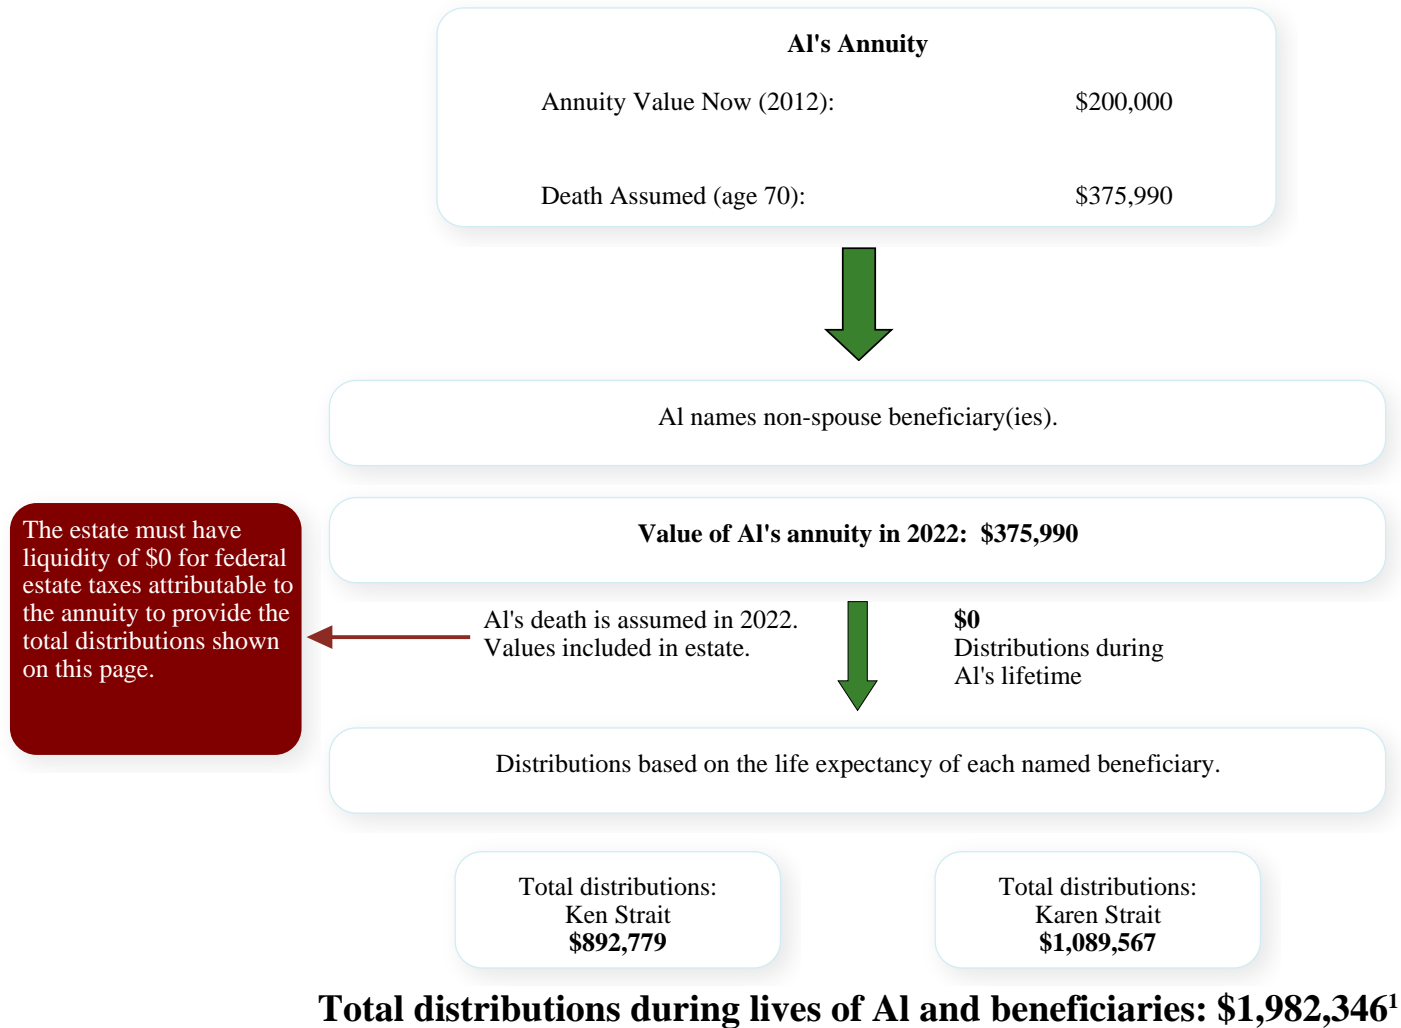 Al's Annuity
Annuity Value Now (2012): $200,000
Death Assumed (age 70): $375,990
Al names non-spouse beneficiary(ies).
Value of Al's annuity in 2022: $375,990
The estate must have
liquidity of $0 for federal
estate taxes attributable to
the annuity to provide the
total distributions shown
on this page.
Al's death is assumed in 2022.
Values included in estate.
$0
Distributions during
Al's lifetime
Distributions based on the life expectancy of each named beneficiary.
Total distributions:
Ken Strait
$892,779
Total distributions:
Karen Strait
$1,089,567
Total distributions during lives of Al and beneficiaries: $1,982,346¹